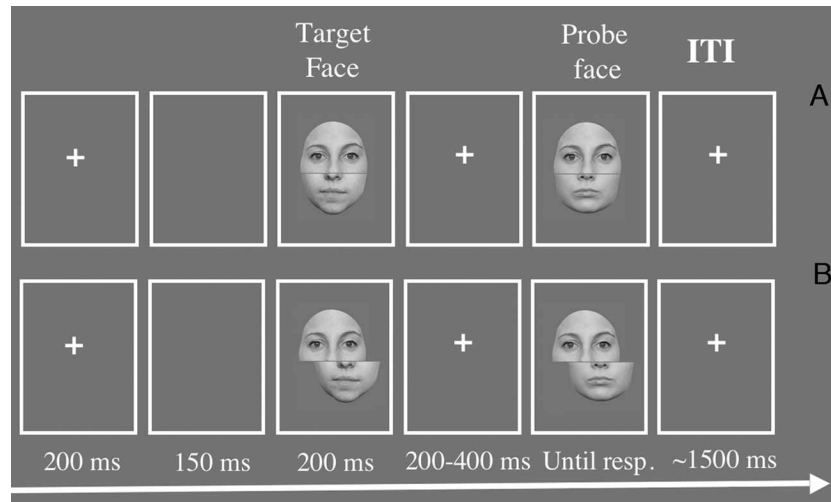 Target
Face
Probe
face
ITI
A
B
200 ms
150 ms
200 ms
200-400 ms
Until resp.
~1500 ms